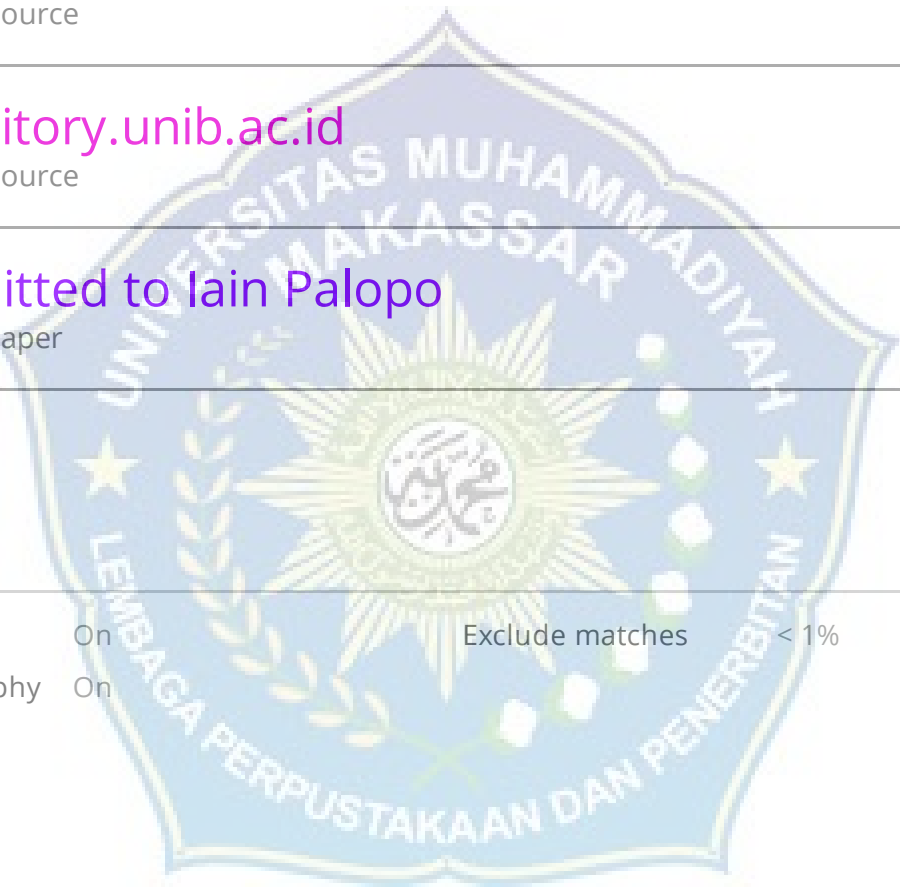 ource
itory.unib.ac.id
ource
UNIVERSITAS MUHAMMADIYAH
MAKASSAR
itted to Iain Palopo
aper
محمدية
On
Exclude matches
< 1%
phy
On
LEMBAGA PERPUSTAKAAN DAN PENERBITAN